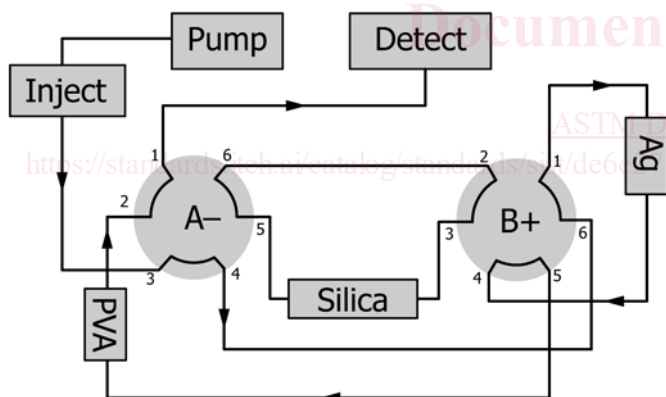 Documen
Pump
Detect
Inject
ASTM D
https://standards.iteh.ai/catalog/standards/sist/de6c
1
6
2
1
Ag
2
A−
5
3
B+
6
3
4
4
5
PVA
Silica